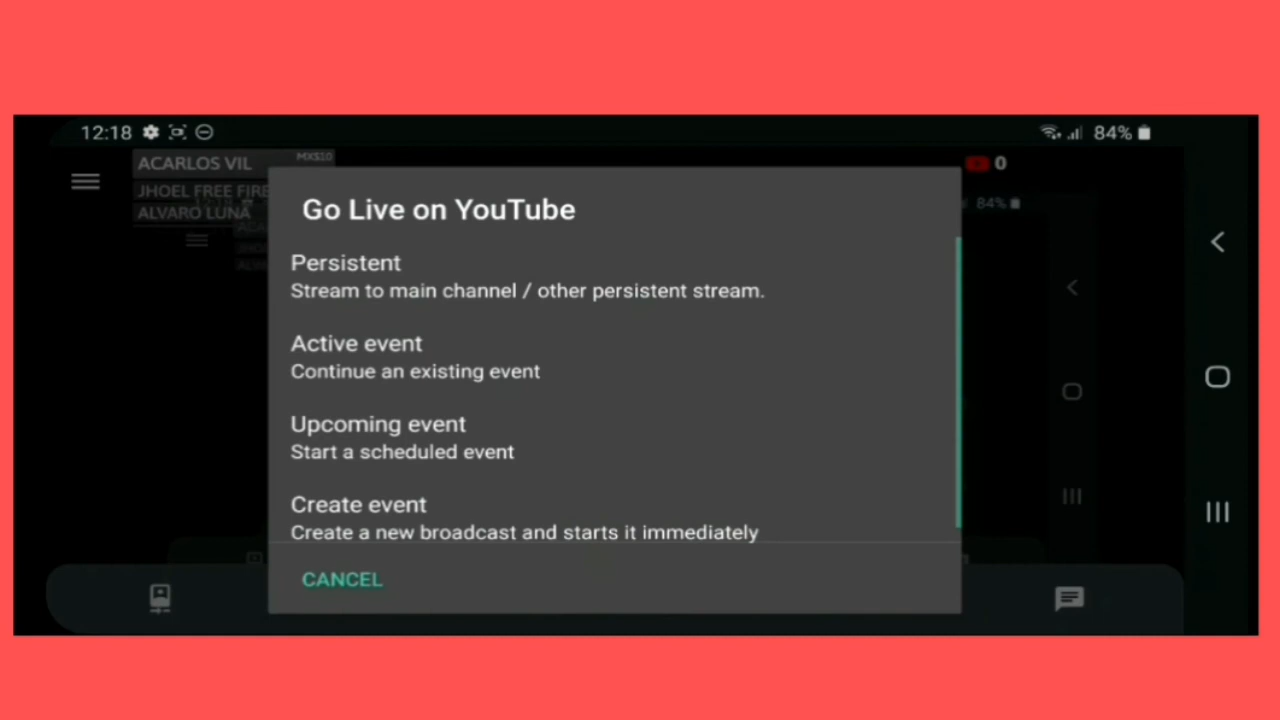 12:18
84%
ACARLOS VIL
MX$10
JHOEL FREE FIRE
ALVARO LUNA
0
84%
Go Live on YouTube
Persistent
Stream to main channel / other persistent stream.
Active event
Continue an existing event
Upcoming event
Start a scheduled event
Create event
Create a new broadcast and starts it immediately
CANCEL